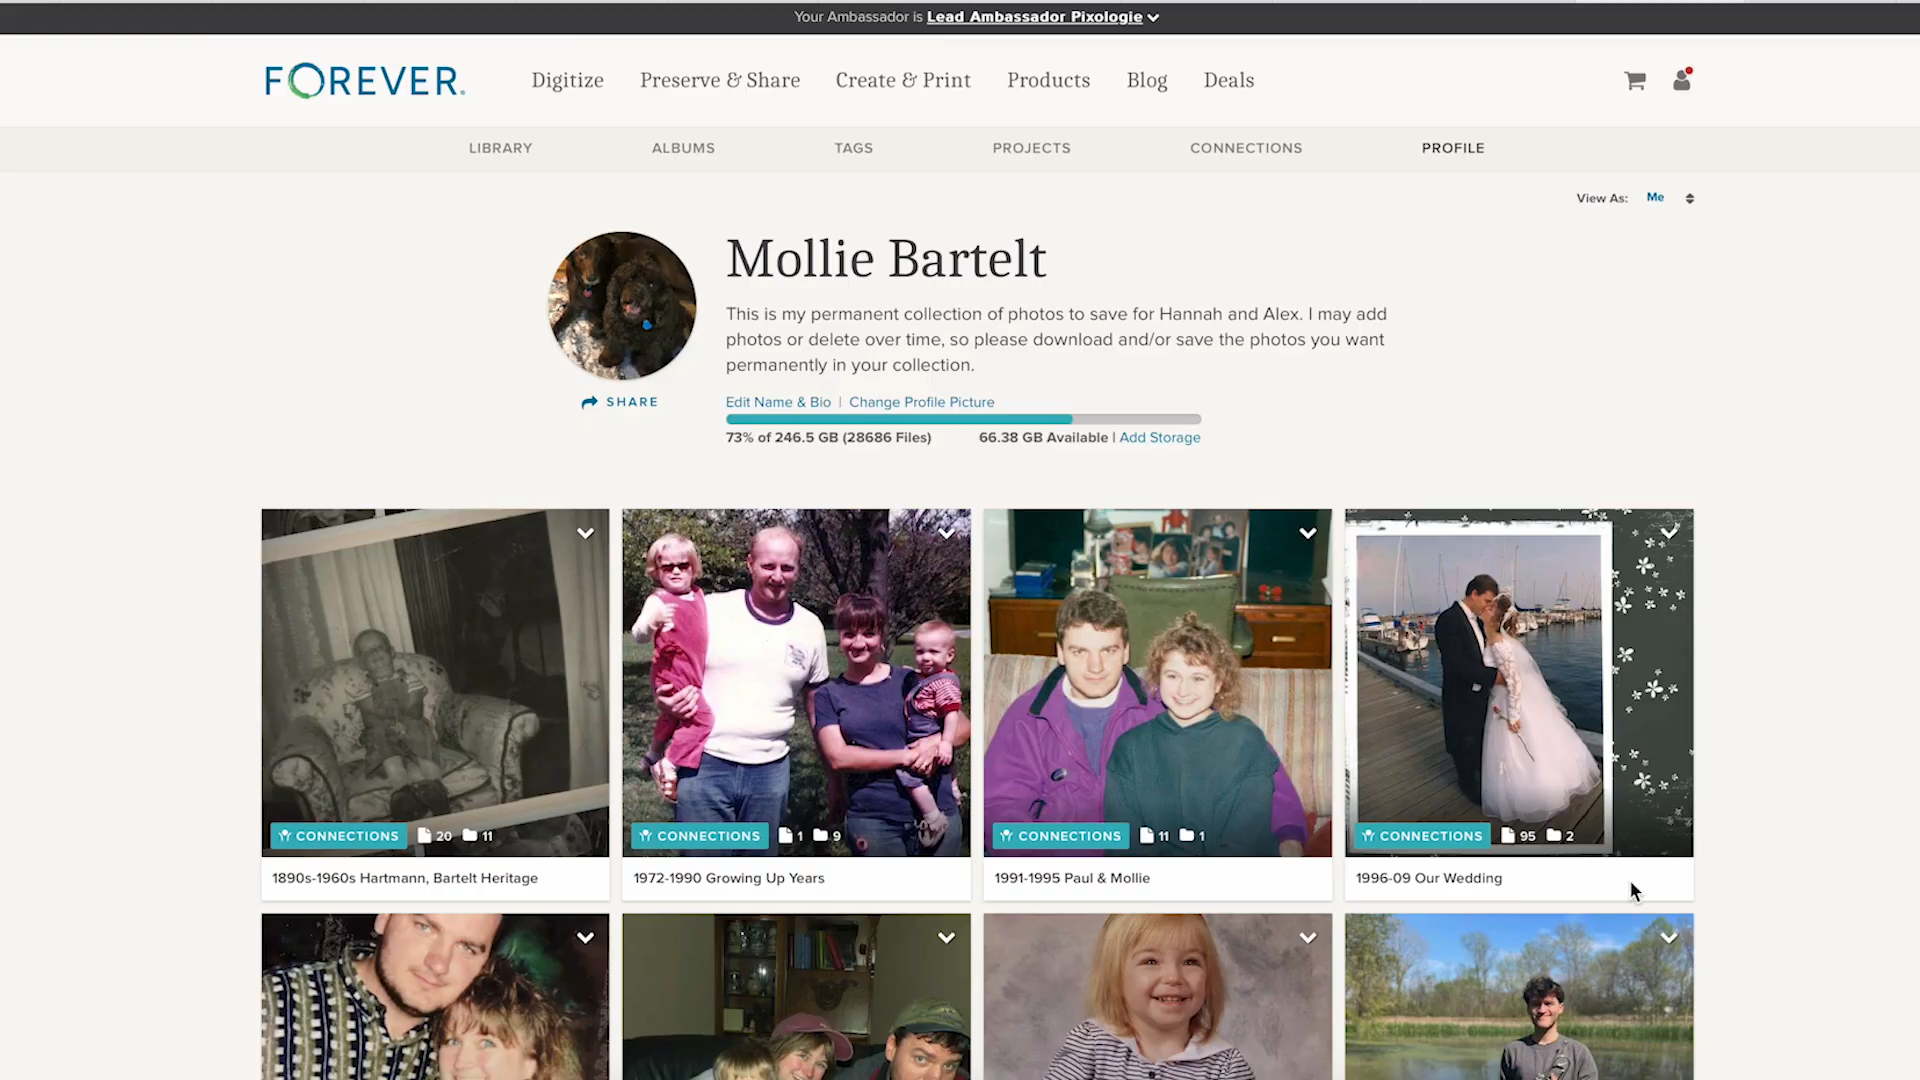 Your Ambassador is Lead Ambassador Pixologie
FOREVER.
Digitize
Preserve & Share
Create & Print
Products
Blog
Deals
LIBRARY
ALBUMS
TAGS
PROJECTS
CONNECTIONS
PROFILE
View As: Me
Mollie Bartelt
This is my permanent collection of photos to save for Hannah and Alex. I may add
photos or delete over time, so please download and/or save the photos you want
permanently in your collection.
SHARE
Edit Name & Bio | Change Profile Picture
73% of 246.5 GB (28686 Files)
66.38 GB Available | Add Storage
CONNECTIONS 20 11
CONNECTIONS 1 9
CONNECTIONS 11 1
CONNECTIONS 95 2
1890s-1960s Hartmann, Bartelt Heritage
1972-1990 Growing Up Years
1991-1995 Paul & Mollie
1996-09 Our Wedding